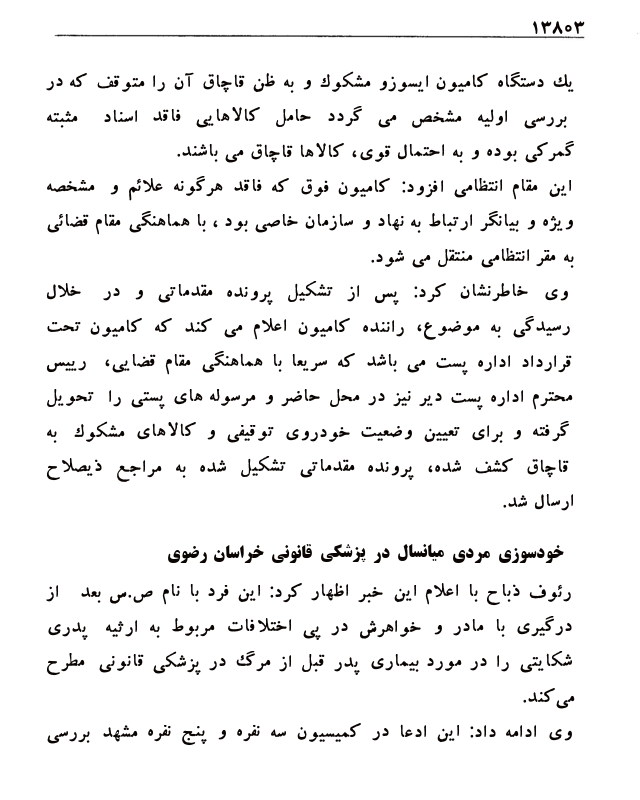 ۱۳۸۰۳
یك دستگاه کامیون ایسوزو مشکوك و به ظن قاچاق آن را متوقف که در
بررسی اولیه مشخص می گردد حامل کالاهایی فاقد اسناد مثبته
گمرکی بوده و به احتمال قوی، کالاها قاچاق می باشند.
این مقام انتظامی افزود: کامیون فوق که فاقد هرگونه علائم و مشخصه
ویژه و بیانگر ارتباط به نهاد و سازمان خاصی بود ، با هماهنگی مقام قضائی
به مقر انتظامی منتقل می شود.
وی خاطرنشان کرد: پس از تشکیل پرونده مقدماتی و در خلال
رسیدگی به موضوع، راننده کامیون اعلام می کند که کامیون تحت
قرارداد اداره پست می باشد که سریعا با هماهنگی مقام قضایی، رییس
محترم اداره پست دیر نیز در محل حاضر و مرسوله های پستی را تحویل
گرفته و برای تعیین وضعیت خودروی توقیفی و کالاهای مشکوك به
قاچاق کشف شده، پرونده مقدماتی تشکیل شده به مراجع ذیصلاح
ارسال شد.
خودسوزی مردی میانسال در پزشکی قانونی خراسان رضوی
رئوف ذباح با اعلام این خبر اظهار کرد: این فرد با نام ص.س بعد از
درگیری با مادر و خواهرش در پی اختلافات مربوط به ارثیه پدری
شکایتی را در مورد بیماری پدر قبل از مرگ در پزشکی قانونی مطرح
می‌کند.
وی ادامه داد: این ادعا در کمیسیون سه نفره و پنج نفره مشهد بررسی